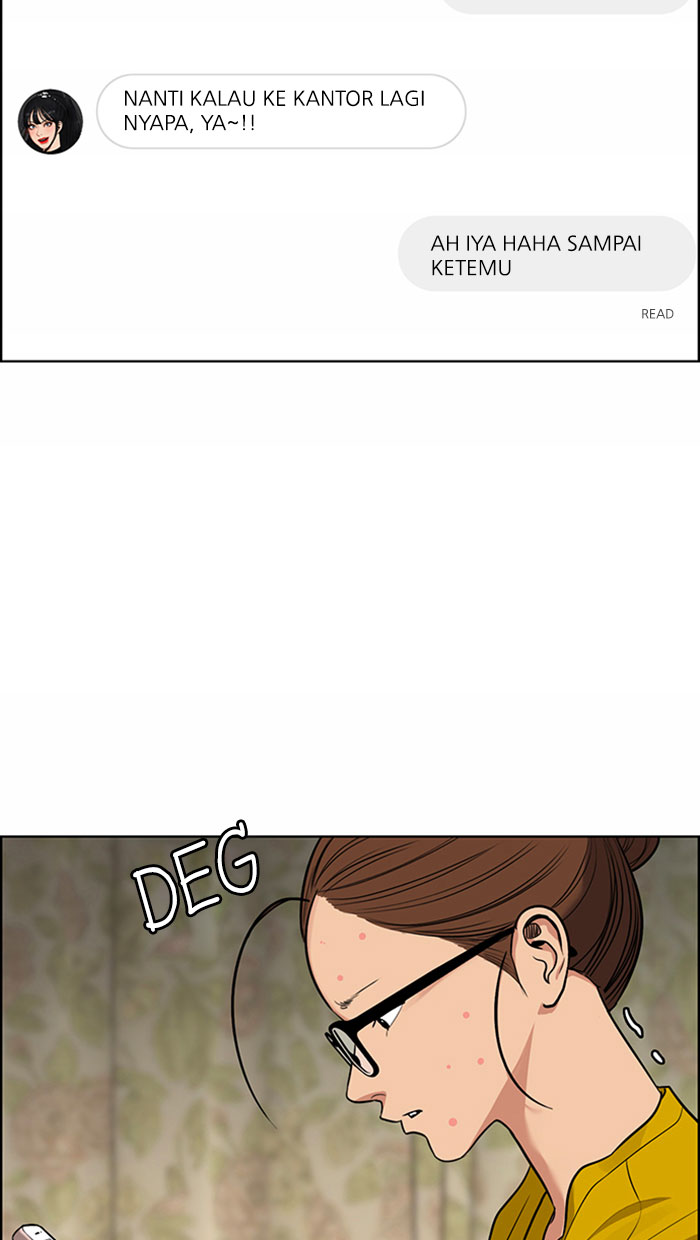 NANTI KALAU KE KANTOR LAGI
NYAPA, YA~!!
AH IYA HAHA SAMPAI
KETEMU
READ
DEG